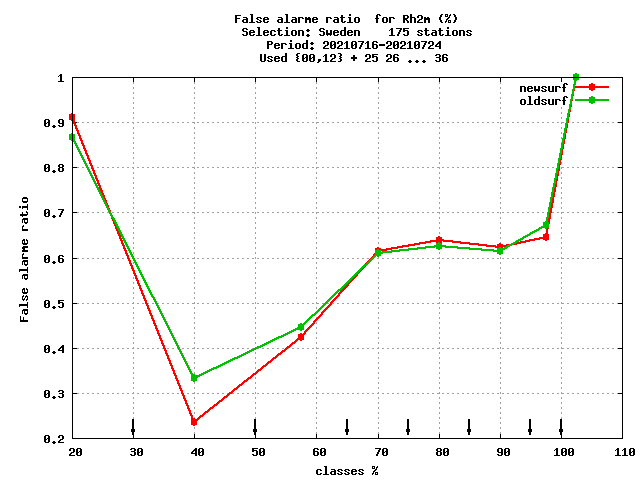 False alarme ratio  for Rh2m (%)
Selection: Sweden    175 stations
Period: 20210716-20210724
Used {00,12} + 25 26 ... 36
newsurf
oldsurf
1
0.9
0.8
0.7
0.6
0.5
0.4
0.3
0.2
False alarme ratio
20 30 40 50 60 70 80 90 100 110
classes %